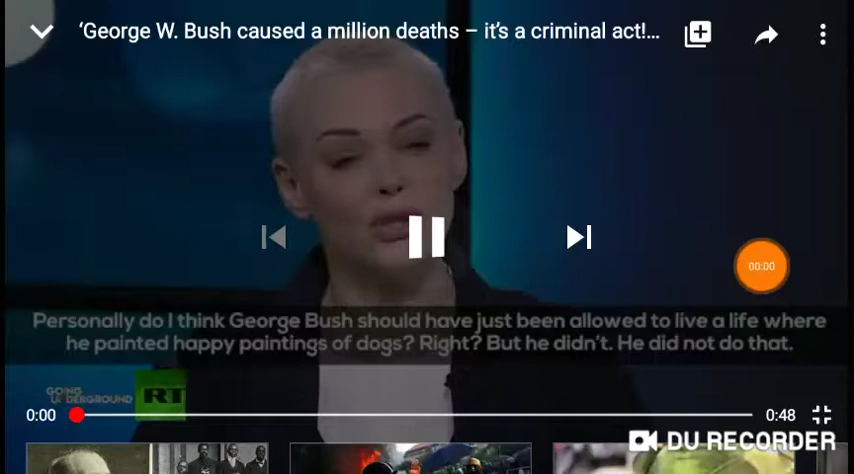 ‘George W. Bush caused a million deaths – it’s a criminal act!...
00:00
Personally do I think George Bush should have just been allowed to live a life where
he painted happy paintings of dogs? Right? But he didn't. He did not do that.
GOING
UNDERGROUND
RT
0:00
0:48
DU RECORDER